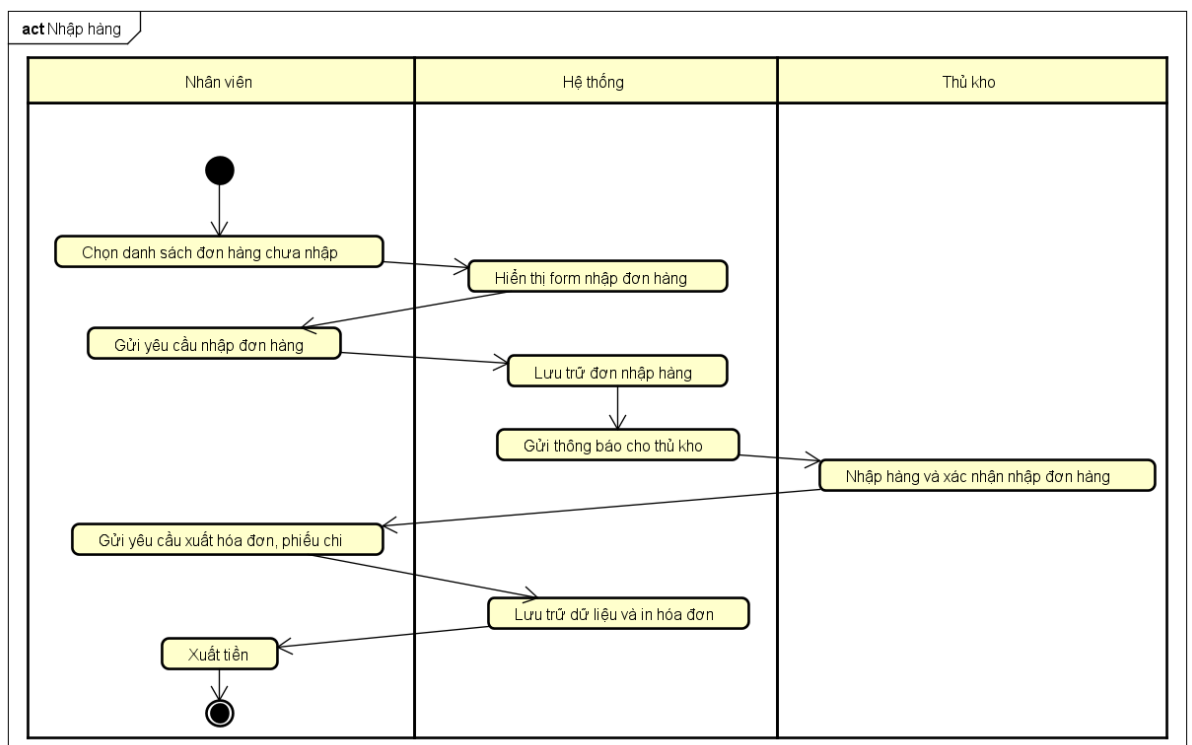 act Nhập hàng
Nhân viên
Hệ thống
Thủ kho
Chọn danh sách đơn hàng chưa nhập
Hiển thị form nhập đơn hàng
Gửi yêu cầu nhập đơn hàng
Lưu trữ đơn nhập hàng
Gửi thông báo cho thủ kho
Nhập hàng và xác nhận nhập đơn hàng
Gửi yêu cầu xuất hóa đơn, phiếu chi
Lưu trữ dữ liệu và in hóa đơn
Xuất tiền